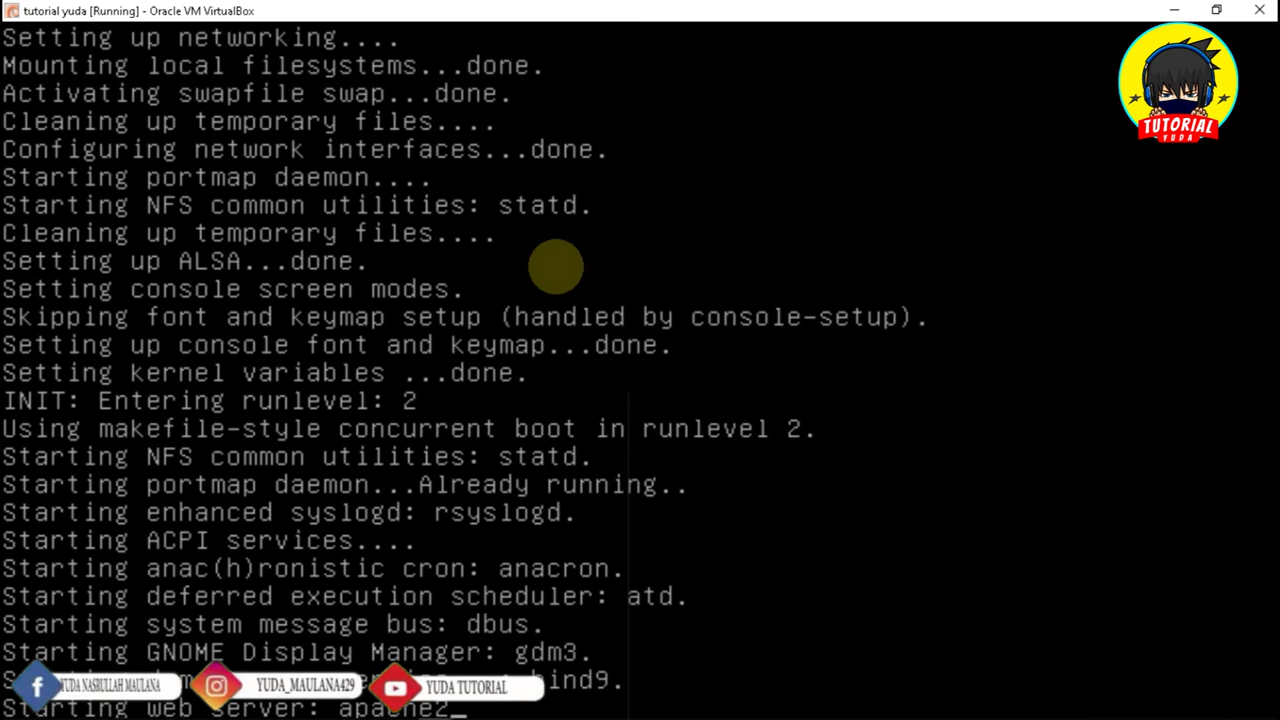 tutorial yuda [Running] - Oracle VM VirtualBox
Setting up networking....
Mounting local filesystems...done.
Activating swapfile swap...done.
Cleaning up temporary files....
Configuring network interfaces...done.
Starting portmap daemon....
Starting NFS common utilities: statd.
Cleaning up temporary files....
Setting up ALSA...done.
Setting console screen modes.
Skipping font and keymap setup (handled by console-setup).
Setting up console font and keymap...done.
Setting kernel variables ...done.
INIT: Entering runlevel: 2
Using makefile-style concurrent boot in runlevel 2.
Starting NFS common utilities: statd.
Starting portmap daemon...Already running..
Starting enhanced syslogd: rsyslogd.
Starting ACPI services....
Starting anac(h)ronistic cron: anacron.
Starting deferred execution scheduler: atd.
Starting system message bus: dbus.
Starting GNOME Display Manager: gdm3.
bind9.
Starting web server: apache2_
TUTORIAL
YUDA
YUDA NASRULLAH MAULANA
YUDA_MAULANA429
YUDA TUTORIAL